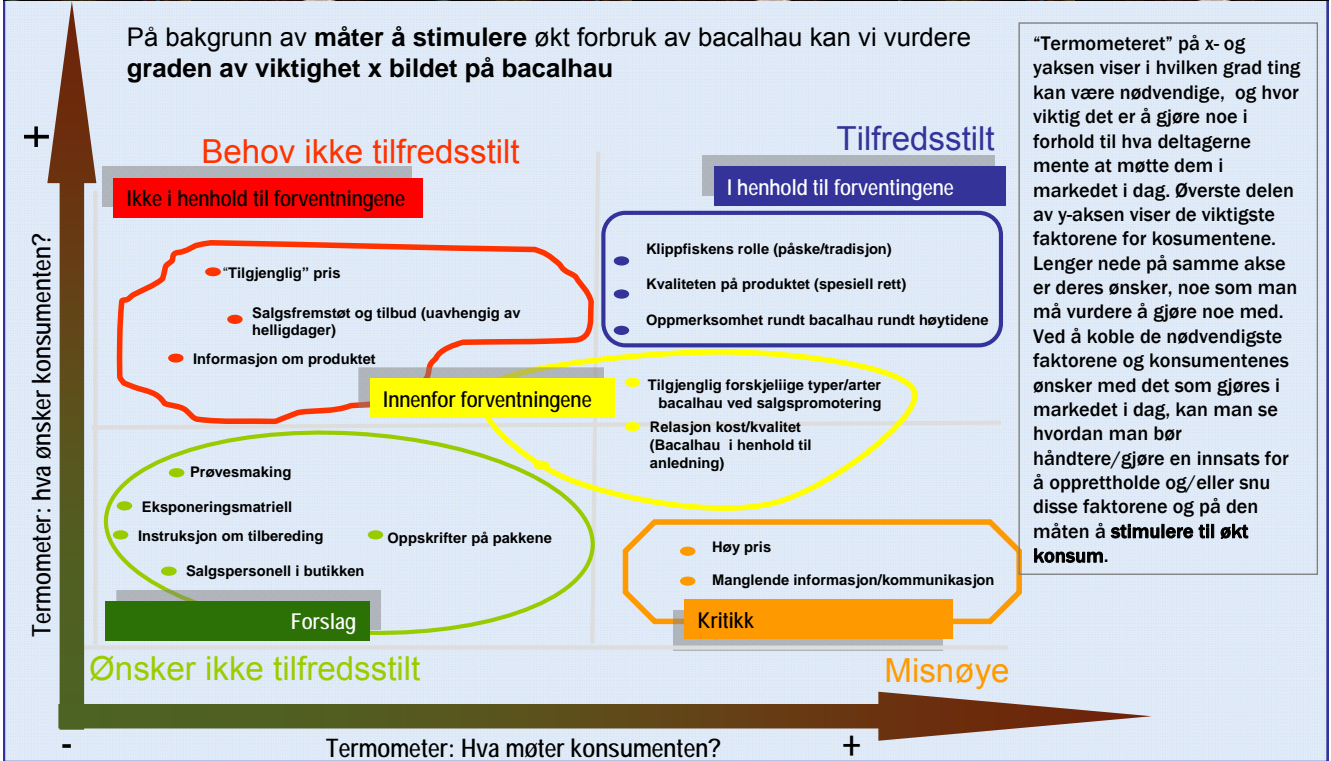 På bakgrunn av måter å stimulere økt forbruk av bacalhau kan vi vurdere
graden av viktighet x bildet på bacalhau
+
Termometer: hva ønsker konsumenten?
Behov ikke tilfredsstilt
Ikke i henhold til forventningene
"Tilgjenglig" pris
Salgsfremstøt og tilbud (uavhengig av
helligdager)
Informasjon om produktet
Tilfredsstilt
I henhold til forventingene
Klippfiskens rolle (påske/tradisjon)
Kvaliteten på produktet (spesiell rett)
Oppmerksomhet rundt bacalhau rundt høytidene
Innenfor forventningene
Tilgjenglig forskjeliige typer/arter
bacalhau ved salgspromotering
Relasjon kost/kvalitet
(Bacalhau i henhold til
anledning)
Prøvesmaking
Eksponeringsmatriell
Instruksjon om tilbereding
Oppskrifter på pakkene
Salgspersonell i butikken
Forslag
Ønsker ikke tilfredsstilt
Høy pris
Manglende informasjon/kommunikasjon
Kritikk
Misnøye
-
Termometer: Hva møter konsumenten?
+
"Termometeret" på x- og
yaksen viser i hvilken grad ting
kan være nødvendige, og hvor
viktig det er å gjøre noe i
forhold til hva deltagerne
mente at møtte dem i
markedet i dag. Øverste delen
av y-aksen viser de viktigste
faktorene for kosumentene.
Lenger nede på samme akse
er deres ønsker, noe som man
må vurdere å gjøre noe med.
Ved å koble de nødvendigste
faktorene og konsumentenes
ønsker med det som gjøres i
markedet i dag, kan man se
hvordan man bør
håndtere/gjøre en innsats for
å opprettholde og/eller snu
disse faktorene og på den
måten å stimulere til økt
konsum.